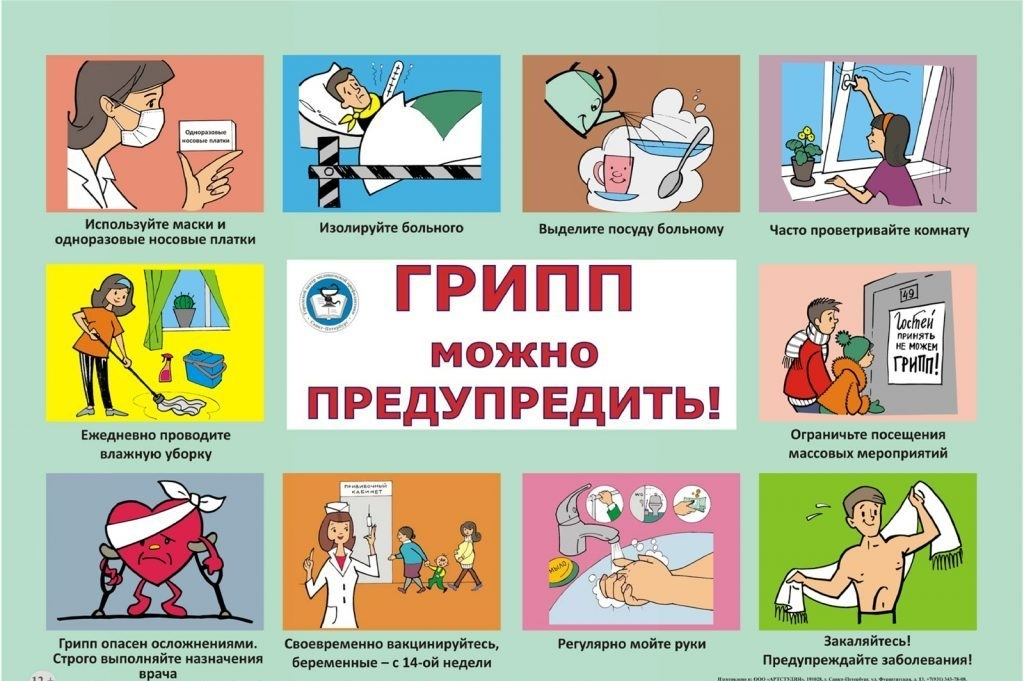 Одноразовые
носовые платки
Используйте маски и
одноразовые носовые платки
Изолируйте больного
Выделите посуду больному
Часто проветривайте комнату
Ежедневно проводите
влажную уборку
ГРИПП
можно
ПРЕДУПРЕДИТЬ!
49
Гостей
принять
не можем
ГРИПП!
Ограничьте посещения
массовых мероприятий
Грипп опасен осложнениями.
Строго выполняйте назначения
врача
ПРИВИВОЧНЫЙ
КАБИНЕТ
Своевременно вакцинируйтесь,
беременные – с 14-ой недели
WC
МЫЛО
Регулярно мойте руки
Закаляйтесь!
Предупреждайте заболевания!
12 +